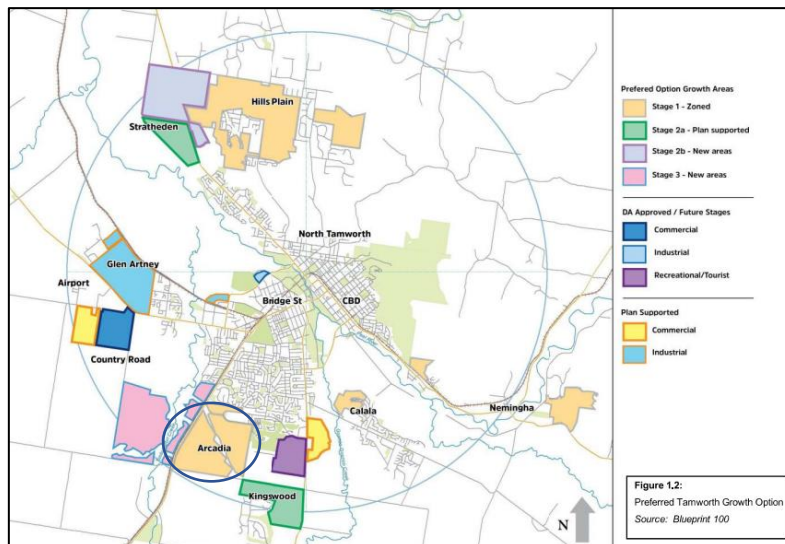 Hills Plain
Stratheden
North Tamworth
Glen Artney
Airport
Bridge St
CBD
Country Road
Calala
Nemingha
Arcadia
Kingswood
N
Prefered Option Growth Areas
Stage 1 - Zoned
Stage 2a - Plan supported
Stage 2b - New areas
Stage 3 - New areas
DA Approved / Future Stages
Commercial
Industrial
Recreational/Tourist
Plan Supported
Commercial
Industrial
Figure 1.2:
Preferred Tamworth Growth Option
Source: Blueprint 100